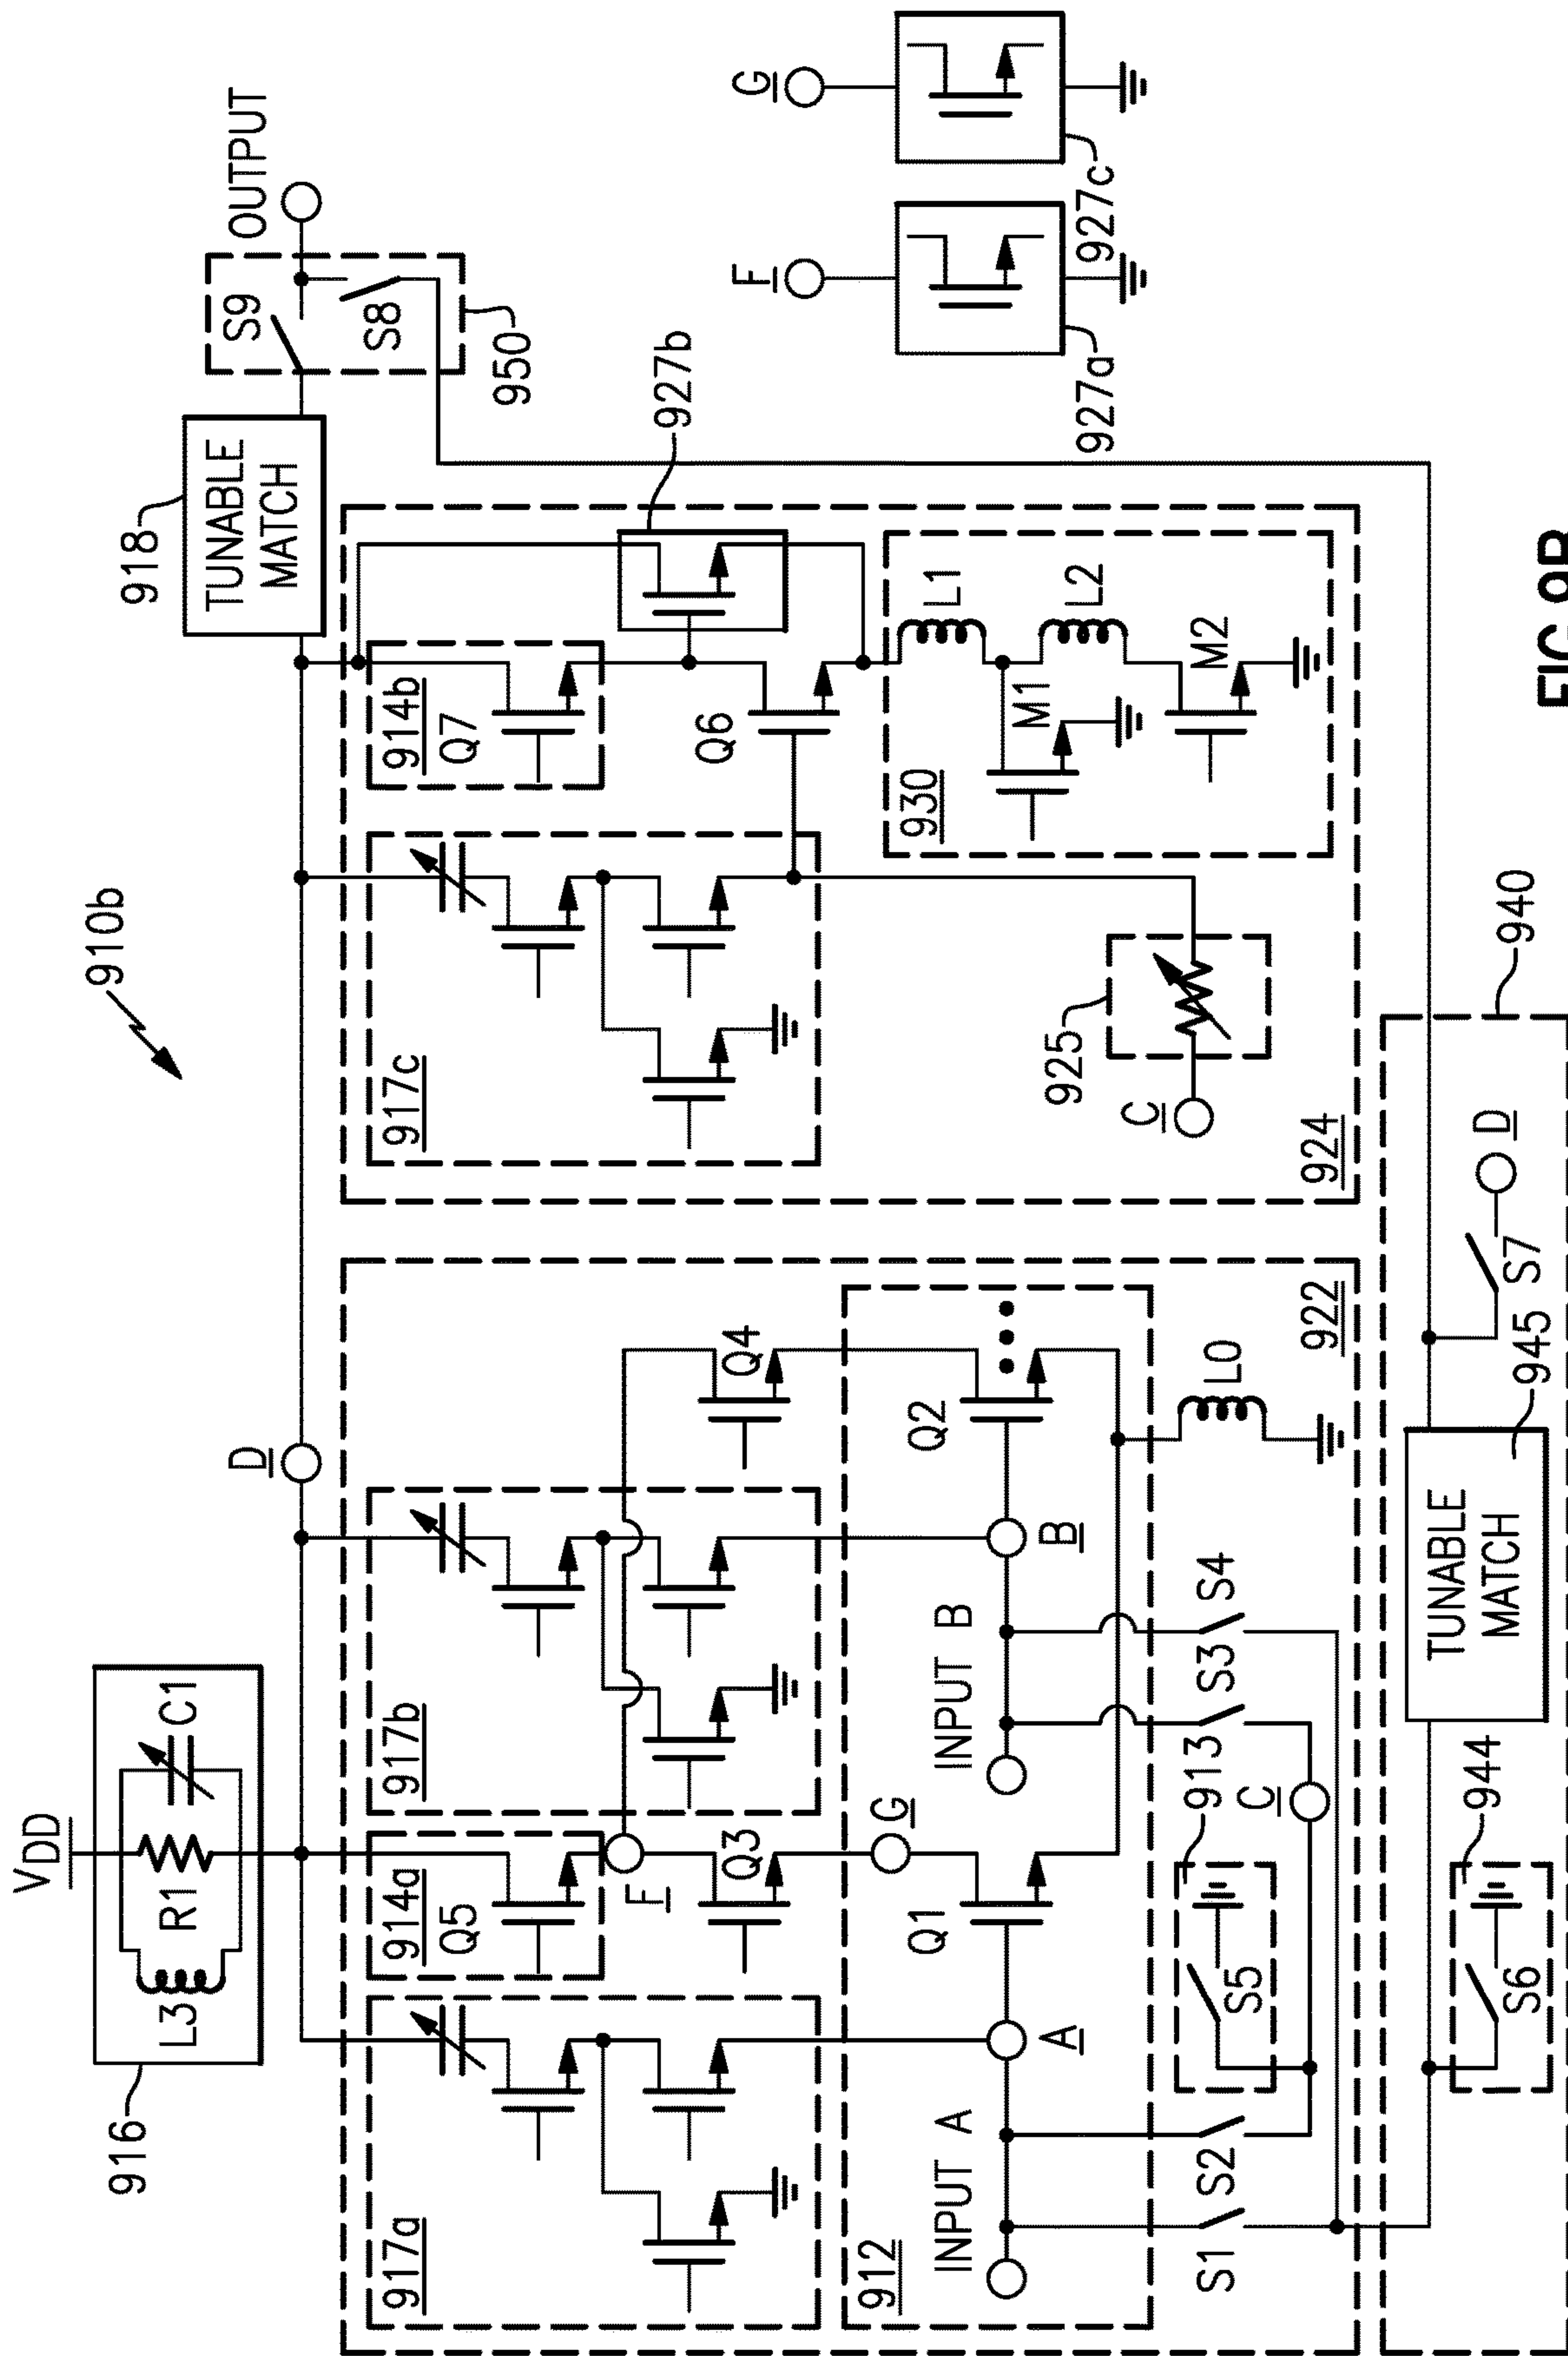 910b
VDD
916
L3
R1
C1
D
918
TUNABLE
MATCH
S9
OUTPUT
S8
950
917a
914a
Q5
917b
F
Q3
Q4
G
917c
914b
Q7
927b
Q6
912
INPUT A
A
Q1
INPUT B
B
Q2
930
M1
L1
L2
M2
F
927a
G
927c
S1
S2
S5
913
C
S3
S4
L0
922
C
925
924
S6
944
TUNABLE
MATCH
945
S7
D
940
FIG.9B